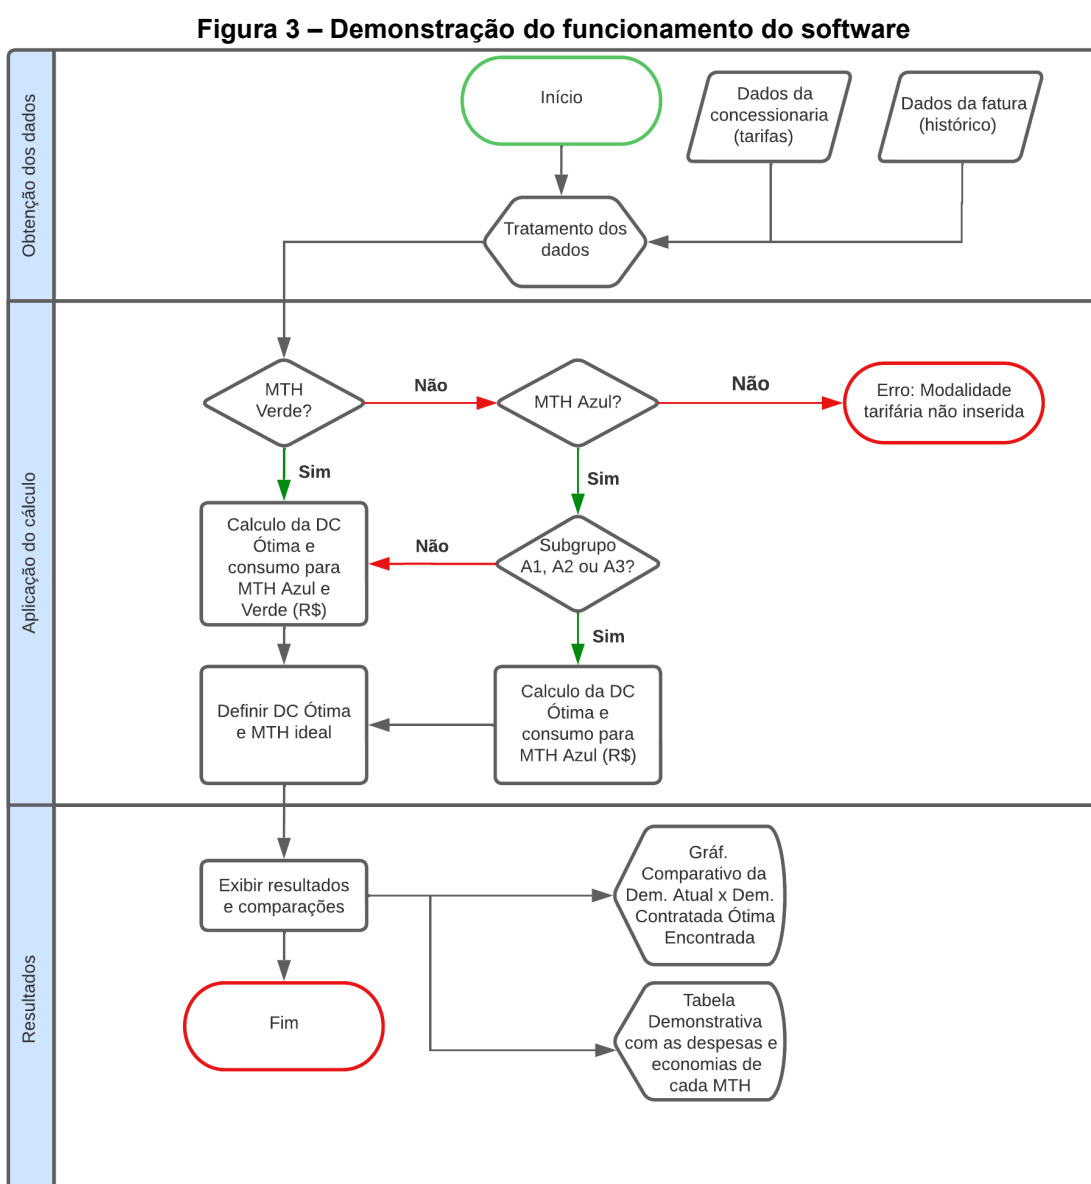 Figura 3 – Demonstração do funcionamento do software
Obtenção dos dados
Início
Dados da
concessionaria
(tarifas)
Dados da fatura
(histórico)
Tratamento dos
dados
Aplicação do cálculo
MTH
Verde?
Não
MTH Azul?
Não
Erro: Modalidade
tarifária não inserida
Sim
Sim
Calculo da DC
Ótima e
consumo para
MTH Azul e
Verde (R$)
Não
Subgrupo
A1, A2 ou A3?
Sim
Definir DC Ótima
e MTH ideal
Calculo da DC
Ótima e
consumo para
MTH Azul (R$)
Resultados
Exibir resultados
e comparações
Gráf.
Comparativo da
Dem. Atual x Dem.
Contratada Ótima
Encontrada
Fim
Tabela
Demonstrativa
com as despesas e
economias de
cada MTH